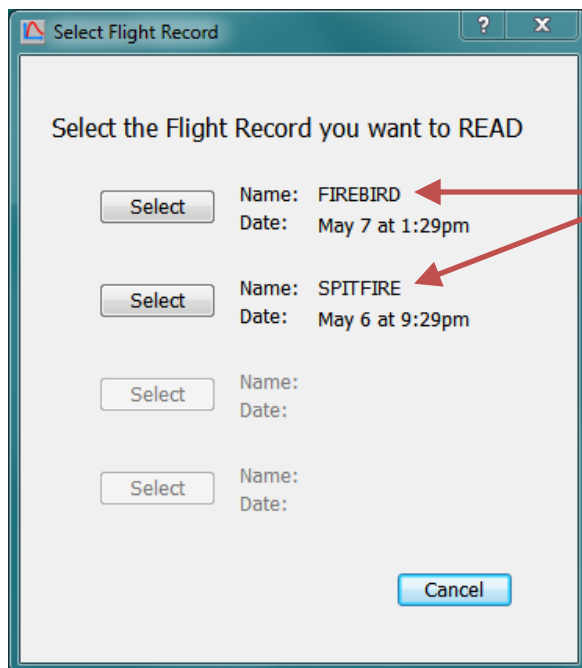 Select Flight Record
? X
Select the Flight Record you want to READ
Select Name: FIREBIRD
Date: May 7 at 1:29pm
Select Name: SPITFIRE
Date: May 6 at 9:29pm
Select Name:
Date:
Select Name:
Date:
Cancel